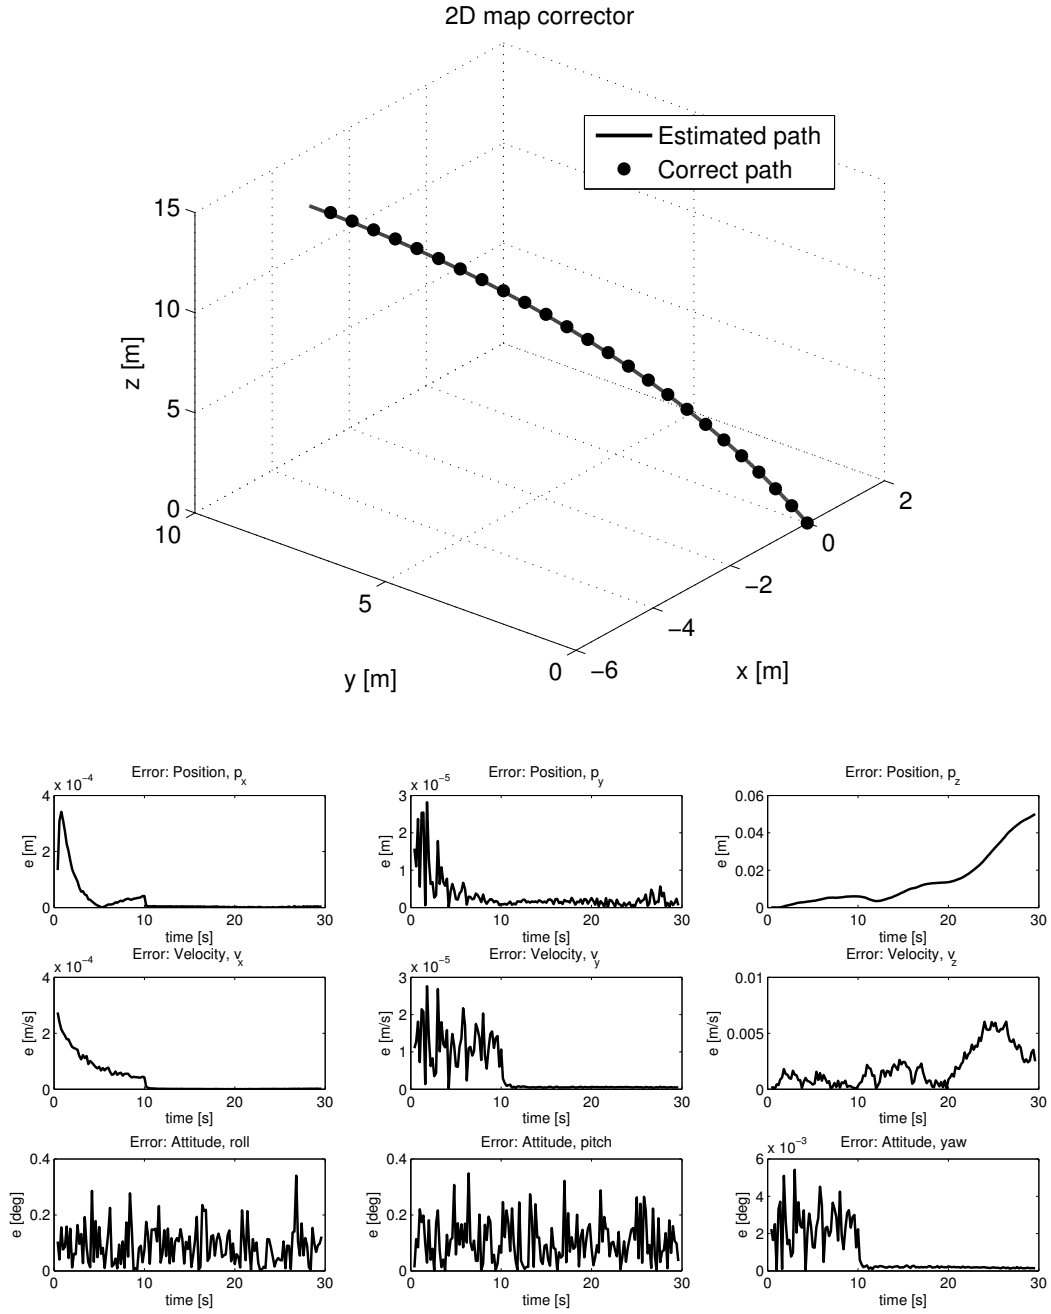 2D map corrector
Estimated path
Correct path
15
10
5
0
z [m]
10
5
0
y [m]
−6
−4
−2
0
2
x [m]
Error: Position, p_x
x 10^−4
4
2
0
e [m]
0 10 20 30
time [s]
Error: Position, p_y
x 10^−5
3
2
1
0
e [m]
0 10 20 30
time [s]
Error: Position, p_z
0.06
0.04
0.02
0
e [m]
0 10 20 30
time [s]
Error: Velocity, v_x
x 10^−4
4
2
0
e [m/s]
0 10 20 30
time [s]
Error: Velocity, v_y
x 10^−5
3
2
1
0
e [m/s]
0 10 20 30
time [s]
Error: Velocity, v_z
0.01
0.005
0
e [m/s]
0 10 20 30
time [s]
Error: Attitude, roll
0.4
0.2
0
e [deg]
0 10 20 30
time [s]
Error: Attitude, pitch
0.4
0.2
0
e [deg]
0 10 20 30
time [s]
Error: Attitude, yaw
x 10^−3
6
4
2
0
e [deg]
0 10 20 30
time [s]